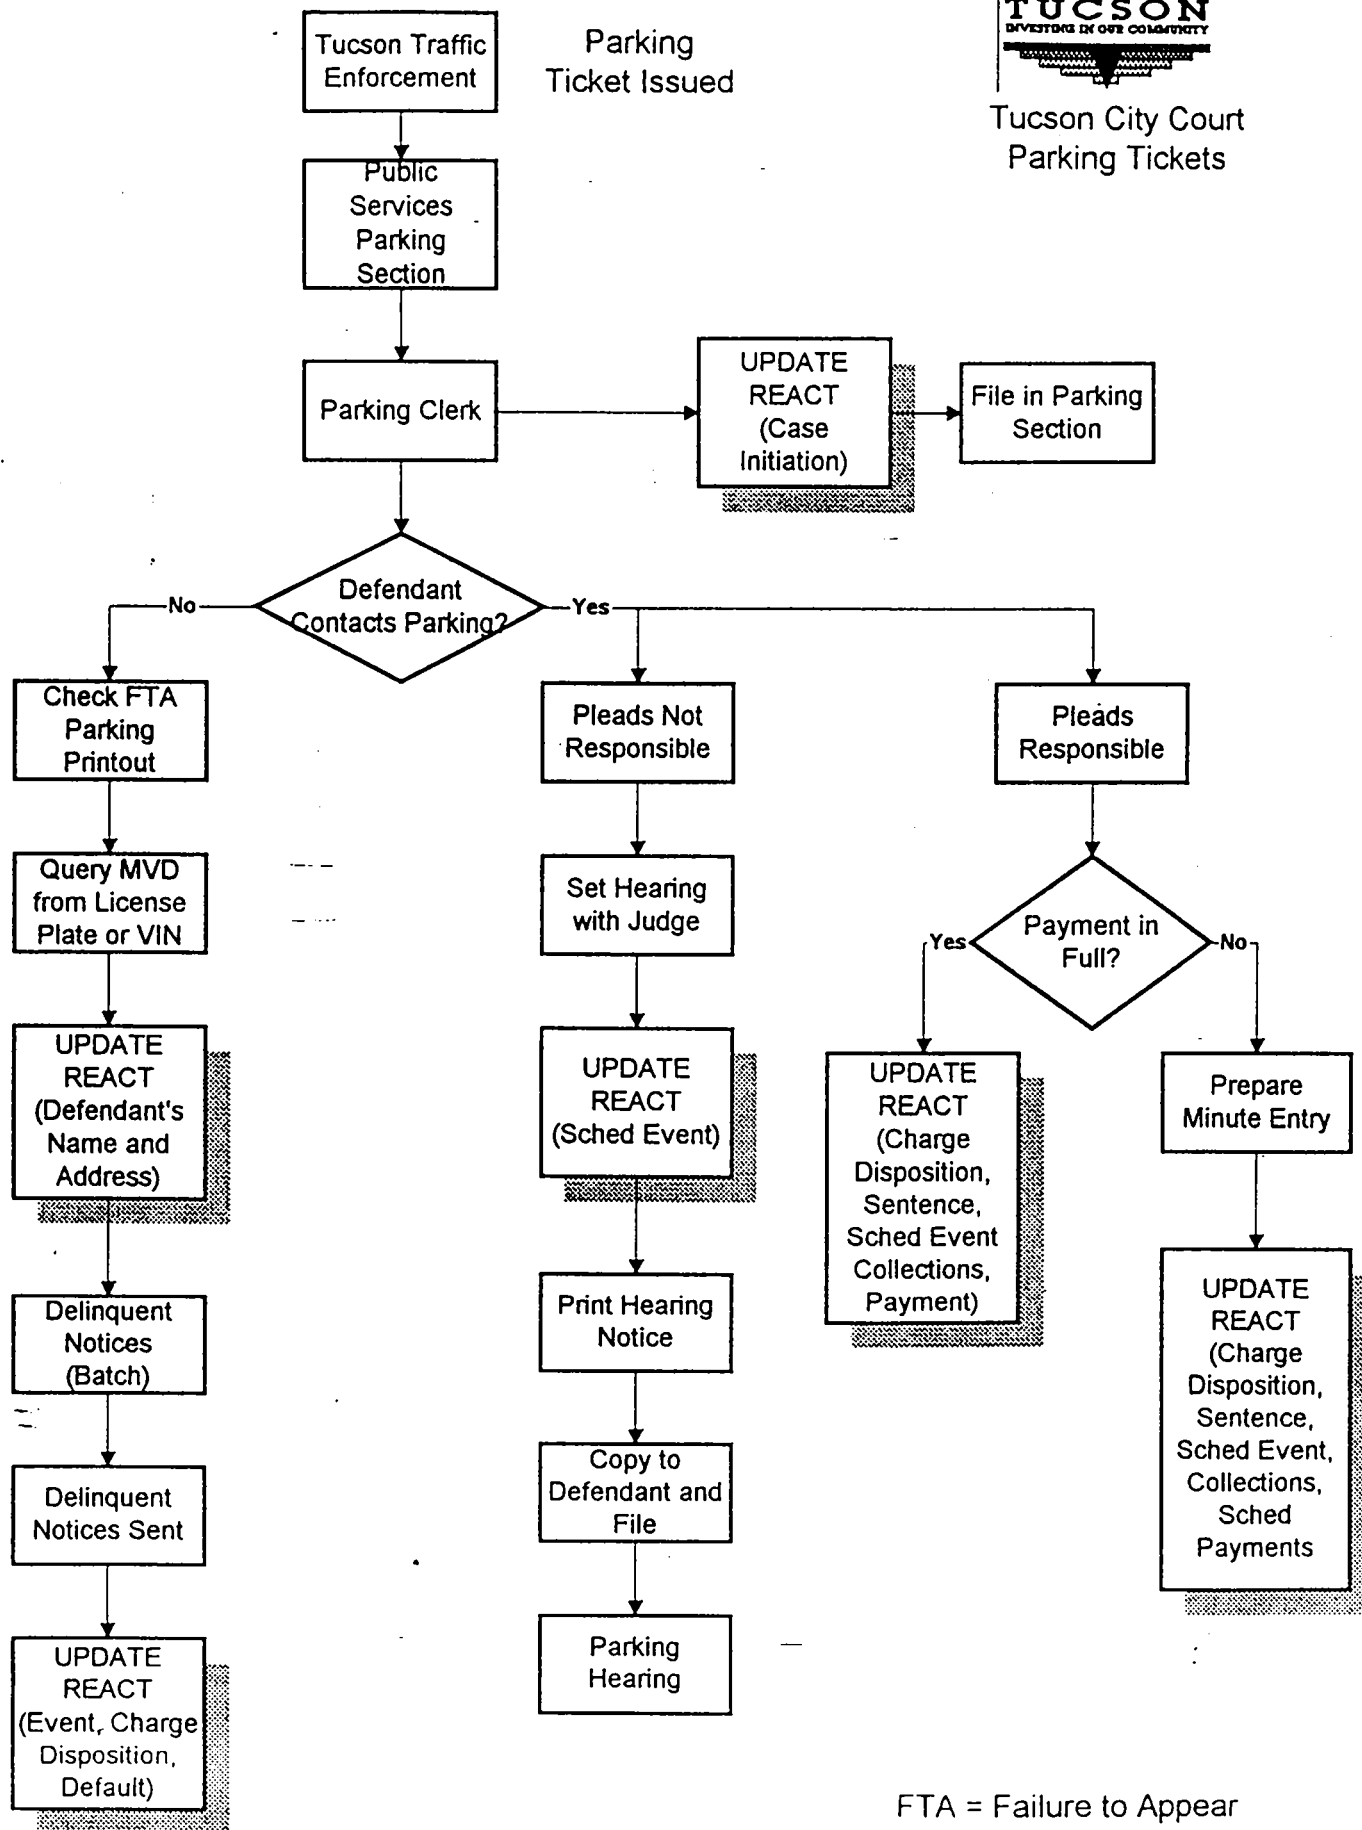 Tucson Traffic
Enforcement
Parking
Ticket Issued
TUCSON
INVESTING IN OUR COMMUNITY
Tucson City Court
Parking Tickets
Public
Services
Parking
Section
Parking Clerk
UPDATE
REACT
(Case
Initiation)
File in Parking
Section
Defendant
Contacts Parking?
No
Yes
Check FTA
Parking
Printout
Pleads Not
Responsible
Pleads
Responsible
Query MVD
from License
Plate or VIN
Set Hearing
with Judge
Payment in
Full?
Yes
No
UPDATE
REACT
(Defendant's
Name and
Address)
UPDATE
REACT
(Sched Event)
UPDATE
REACT
(Charge
Disposition,
Sentence,
Sched Event
Collections,
Payment)
Prepare
Minute Entry
Delinquent
Notices
(Batch)
Print Hearing
Notice
UPDATE
REACT
(Charge
Disposition,
Sentence,
Sched Event,
Collections,
Sched
Payments
Delinquent
Notices Sent
Copy to
Defendant and
File
UPDATE
REACT
(Event, Charge
Disposition,
Default)
Parking
Hearing
FTA = Failure to Appear